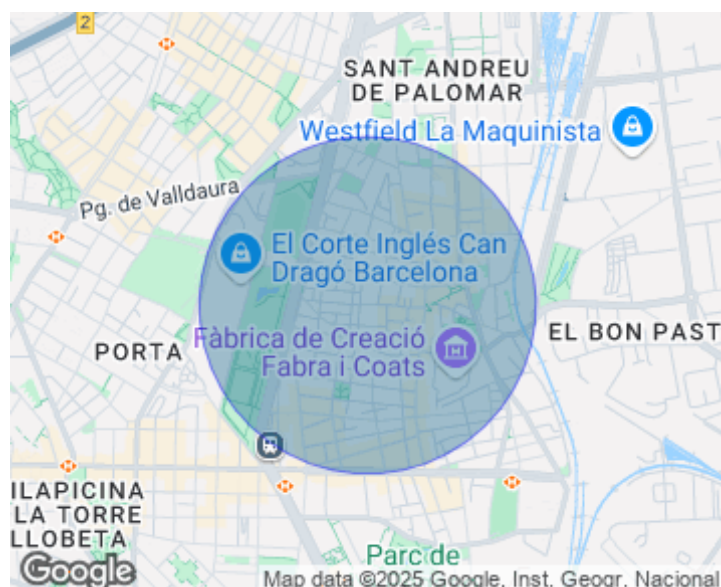 2
SANT ANDREU
DE PALOMAR
Westfield La Maquinista
Pg. de Valldaura
El Corte Inglés Can
Dragó Barcelona
Fàbrica de Creació
Fabra i Coats
EL BON PAST
PORTA
ILAPICINA
LA TORRE
LLOBETA
Parc de
Google
Map data ©2025 Google, Inst. Geogr. Nacional